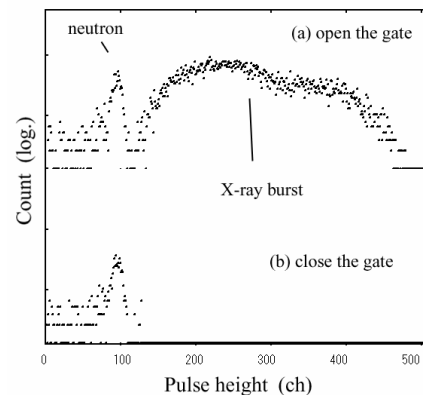 neutron
(a) open the gate
X-ray burst
(b) close the gate
Count (log.)
0 100 200 300 400 500
Pulse height (ch)